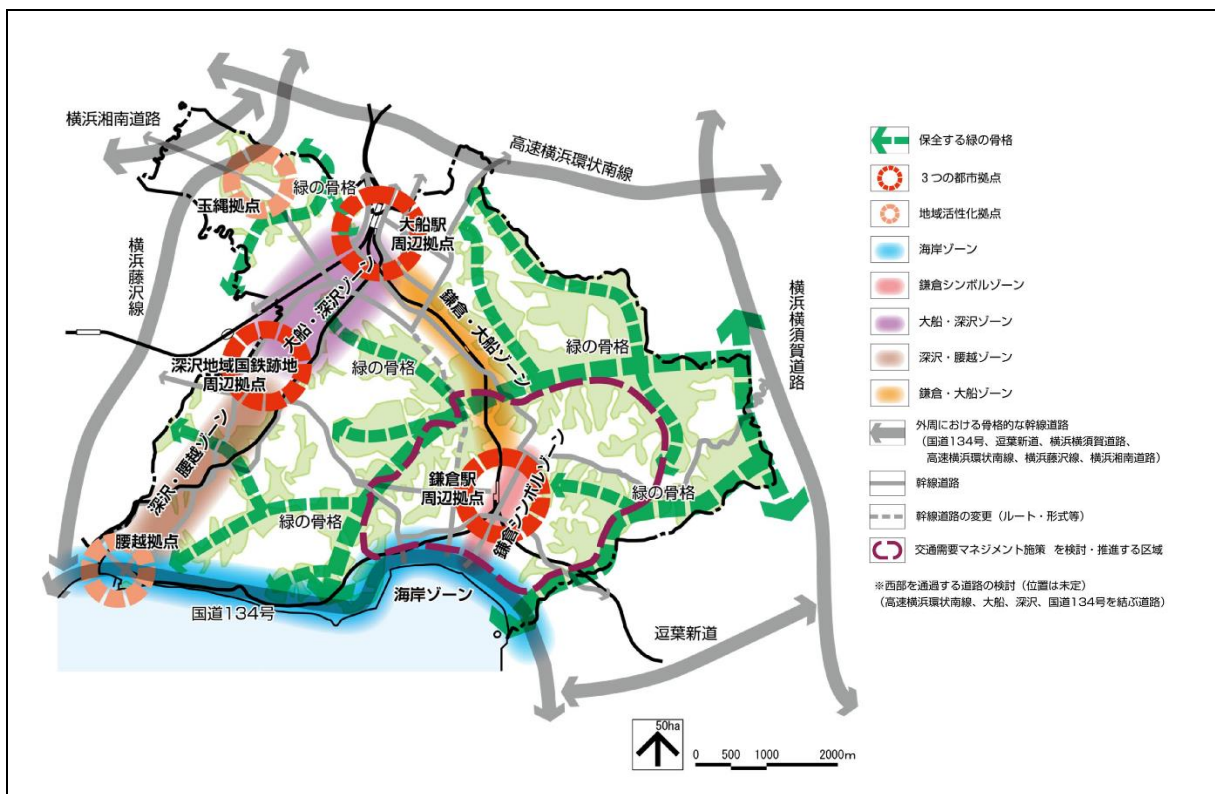 横浜湘南道路
高速横浜環状南線
緑の骨格
玉縄拠点
大船駅
周辺拠点
横浜藤沢線
大船・深沢ゾーン
鎌倉・大船ゾーン
横浜横須賀道路
緑の骨格
深沢地域国鉄跡地
周辺拠点
緑の骨格
深沢・腰越ゾーン
鎌倉駅
周辺拠点
鎌倉シンボルゾーン
緑の骨格
緑の骨格
腰越拠点
海岸ゾーン
国道134号
逗葉新道
保全する緑の骨格
3つの都市拠点
地域活性化拠点
海岸ゾーン
鎌倉シンボルゾーン
大船・深沢ゾーン
深沢・腰越ゾーン
鎌倉・大船ゾーン
外周における骨格的な幹線道路
（国道134号、逗葉新道、横浜横須賀道路、
高速横浜環状南線、横浜藤沢線、横浜湘南道路）
幹線道路
幹線道路の変更（ルート・形式等）
交通需要マネジメント施策 を検討・推進する区域
※西部を通過する道路の検討（位置は未定）
（高速横浜環状南線、大船、深沢、国道134号を結ぶ道路）
50ha
0 500 1000 2000m